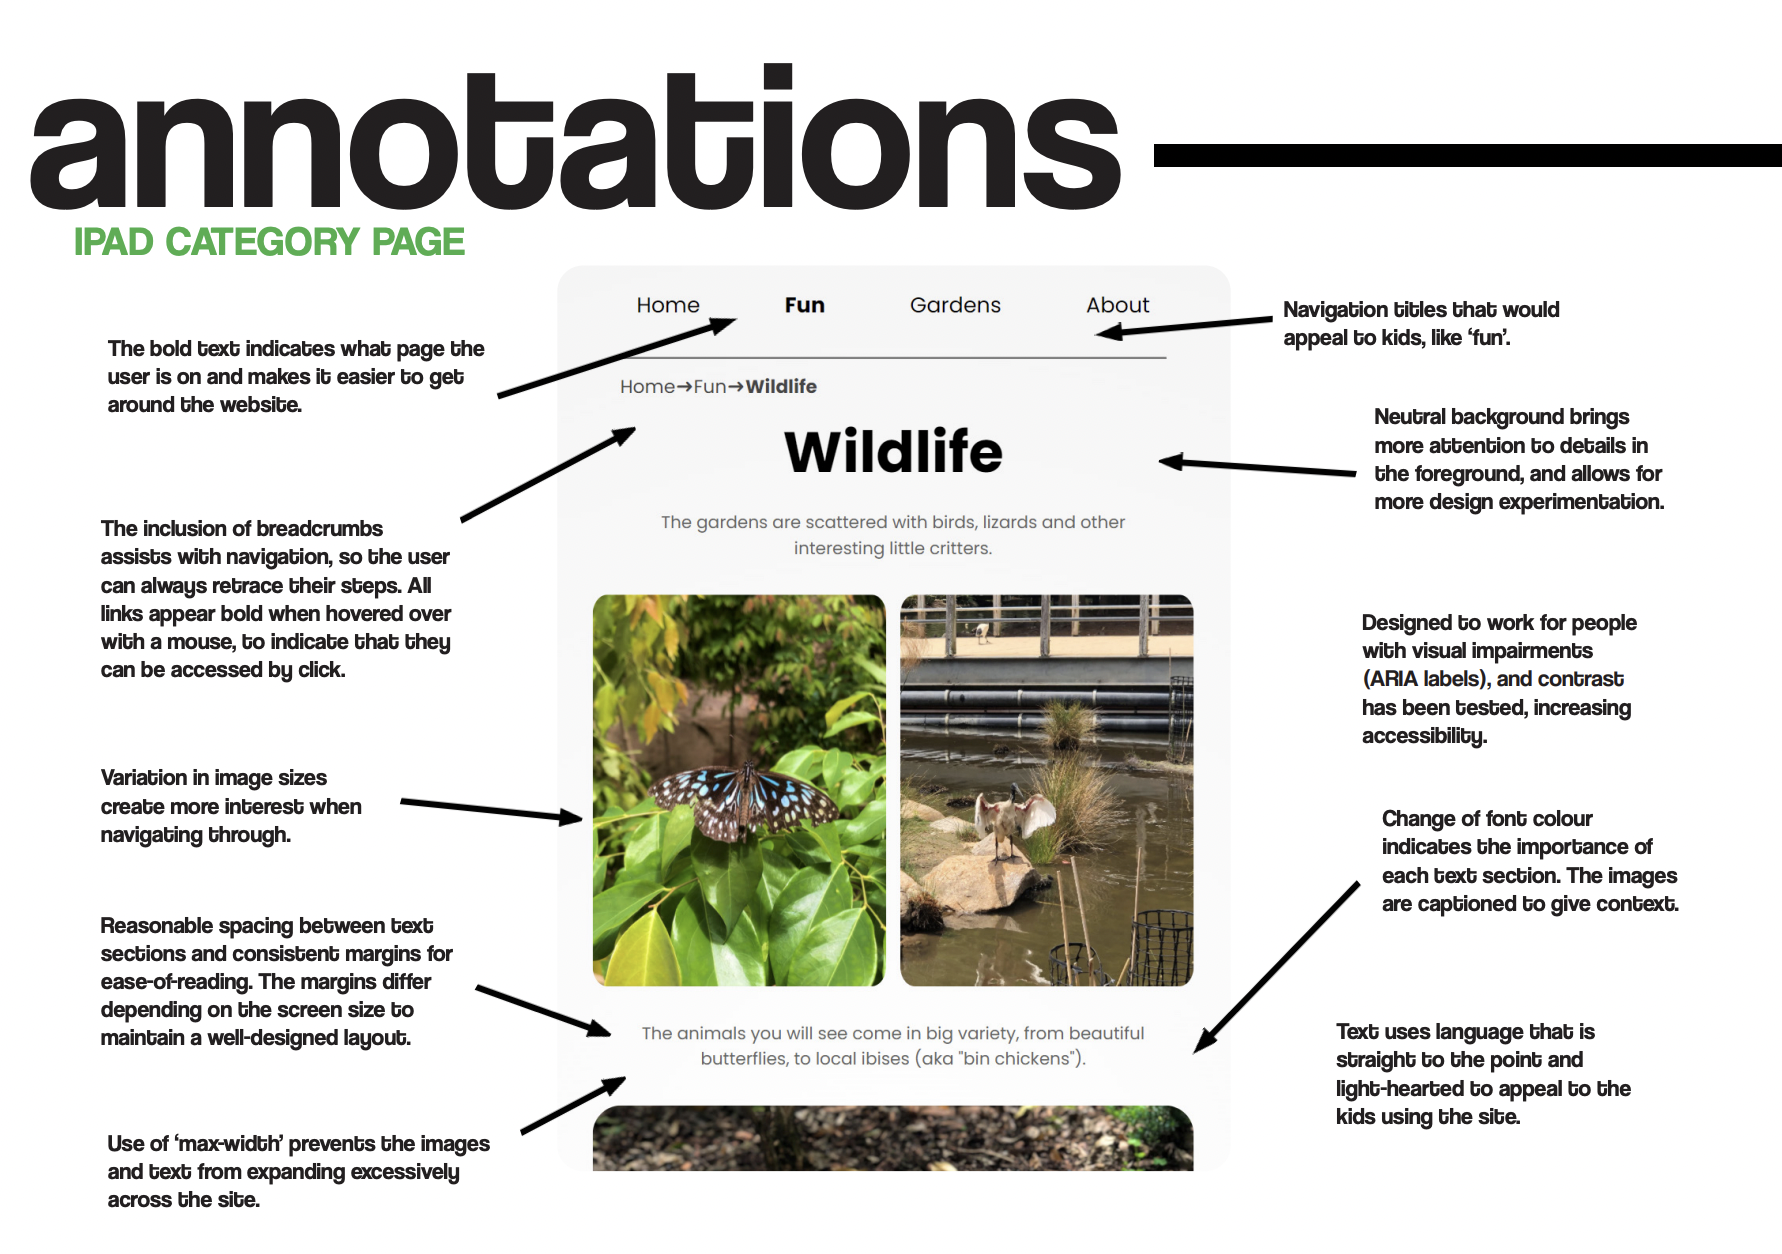 annotations
IPAD CATEGORY PAGE
The bold text indicates what page the
user is on and makes it easier to get
around the website.
The inclusion of breadcrumbs
assists with navigation, so the user
can always retrace their steps. All
links appear bold when hovered over
with a mouse, to indicate that they
can be accessed by click.
Variation in image sizes
create more interest when
navigating through.
Reasonable spacing between text
sections and consistent margins for
ease-of-reading. The margins differ
depending on the screen size to
maintain a well-designed layout.
Use of ‘max-width’ prevents the images
and text from expanding excessively
across the site.
Home Fun Gardens About
Home→Fun→Wildlife
Wildlife
The gardens are scattered with birds, lizards and other
interesting little critters.
The animals you will see come in big variety, from beautiful
butterflies, to local ibises (aka "bin chickens").
Navigation titles that would
appeal to kids, like ‘fun’.
Neutral background brings
more attention to details in
the foreground, and allows for
more design experimentation.
Designed to work for people
with visual impairments
(ARIA labels), and contrast
has been tested, increasing
accessibility.
Change of font colour
indicates the importance of
each text section. The images
are captioned to give context.
Text uses language that is
straight to the point and
light-hearted to appeal to the
kids using the site.